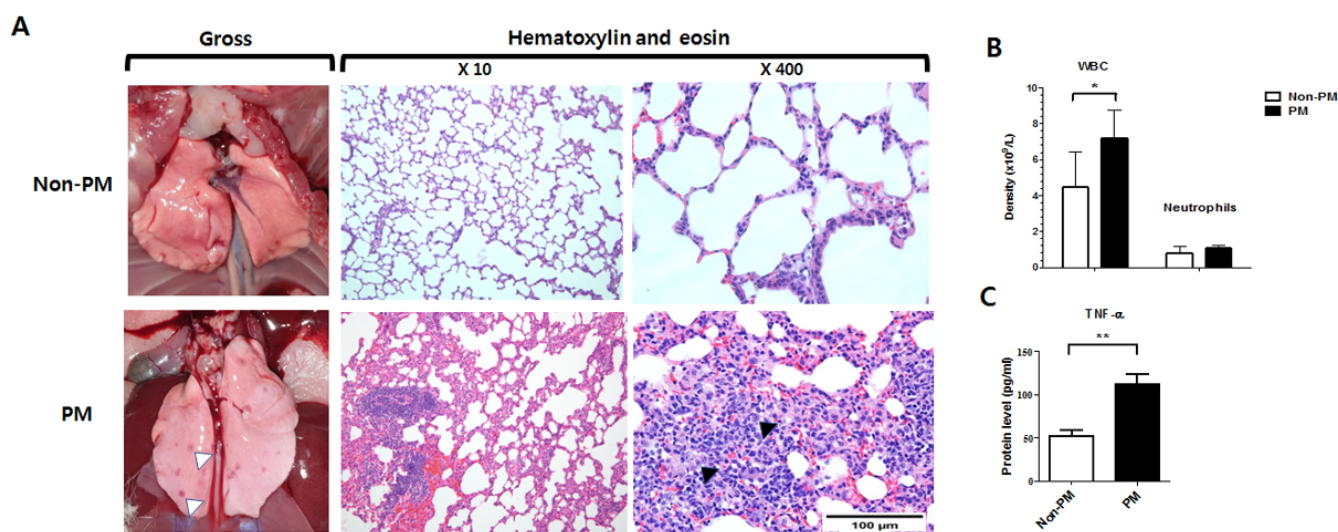 A
Gross
Hematoxylin and eosin
X 10
X 400
Non-PM
PM
100 µm
B
WBC
*
Non-PM
PM
10
8
6
4
2
0
Density (x10⁹/L)
Neutrophils
C
TNF-α
**
150
100
50
0
Protein level (pg/ml)
Non-PM
PM